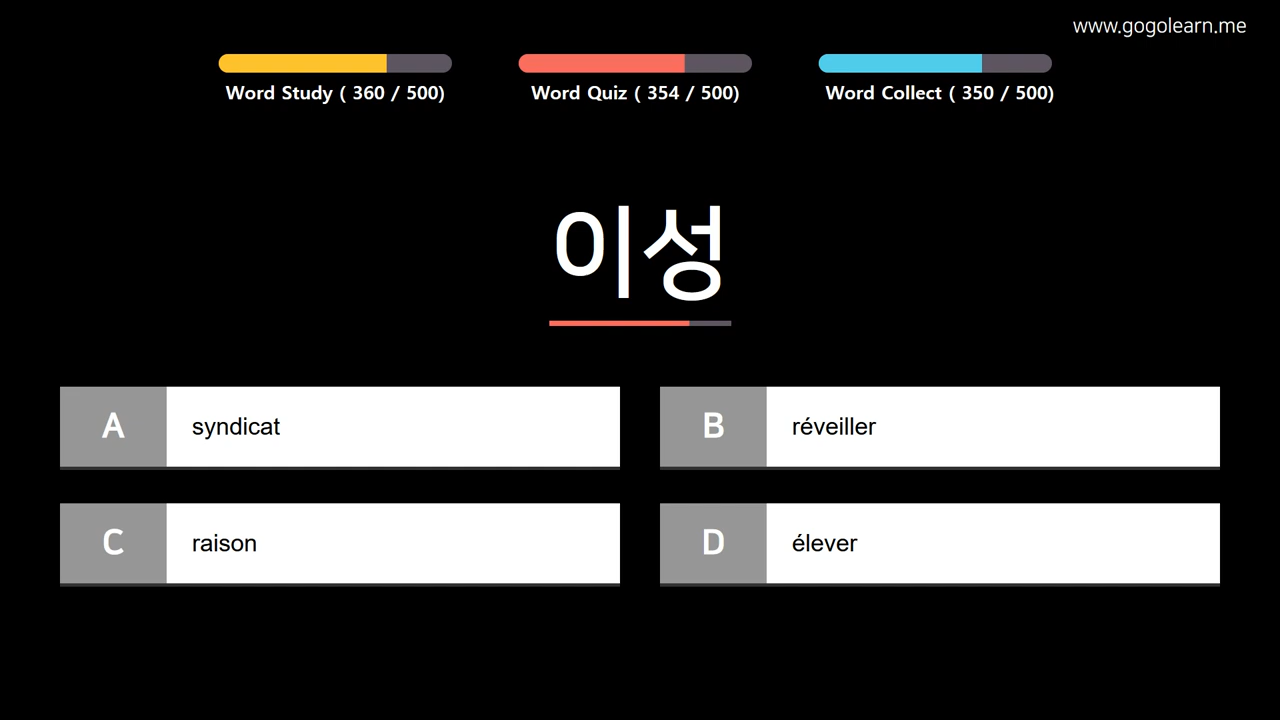 www.gogolearn.me
Word Study ( 360 / 500)
Word Quiz ( 354 / 500)
Word Collect ( 350 / 500)
이성
A syndicat
B réveiller
C raison
D élever